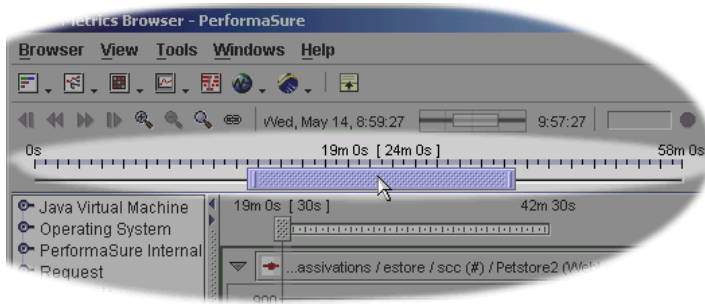 Metrics Browser - PerformaSure
Browser View Tools Windows Help
Wed, May 14, 8:59:27 9:57:27
0s 19m 0s [ 24m 0s ] 58m 0s
Java Virtual Machine
19m 0s [ 30s ] 42m 30s
Operating System
PerformaSure Internal
Request
...assivations / estore / scc (#) / Petstore2
900